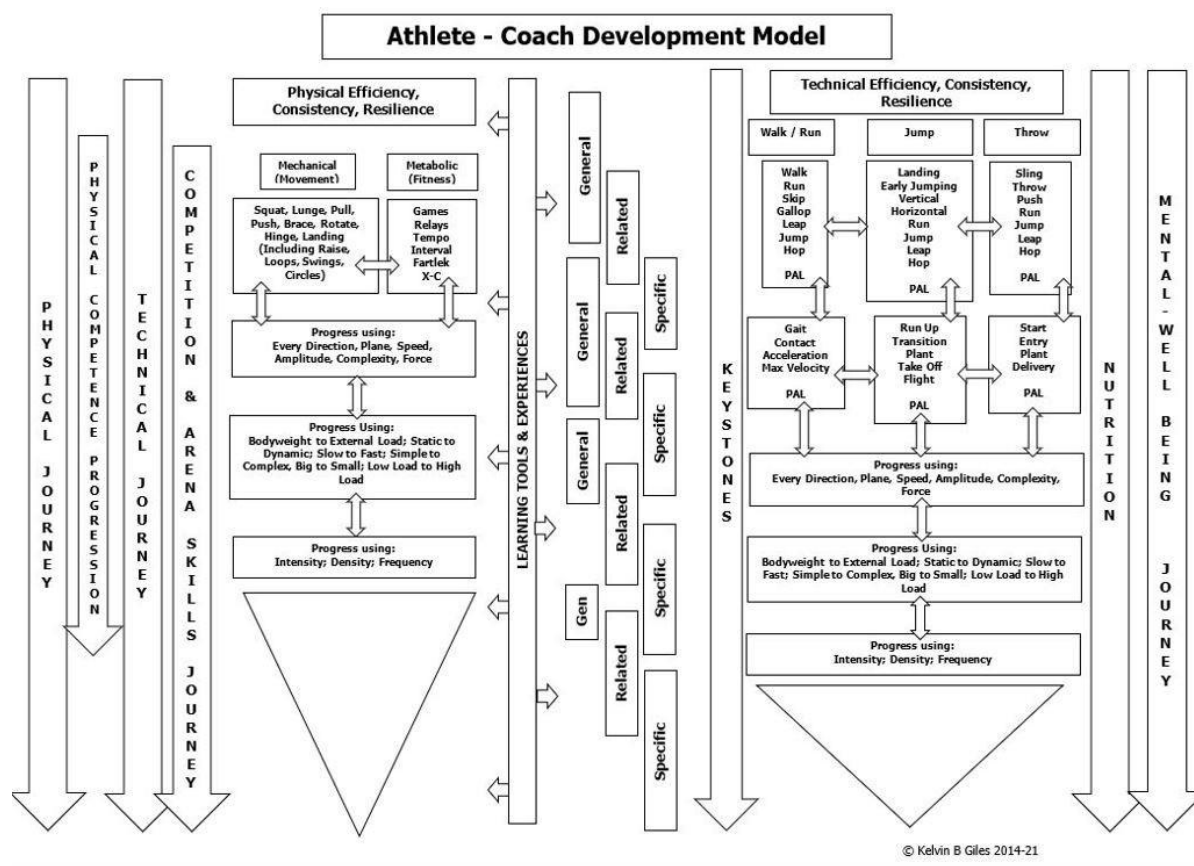 Athlete - Coach Development Model
PHYSICAL JOURNEY
PHYSICAL COMPETENCE PROGRESSION
TECHNICAL JOURNEY
COMPETITION & ARENA SKILLS JOURNEY
Physical Efficiency,
Consistency, Resilience
Mechanical
(Movement)
Metabolic
(Fitness)
Squat, Lunge, Pull,
Push, Brace, Rotate,
Hinge, Landing
(Including Raise,
Loops, Swings,
Circles)
Games
Relays
Tempo
Interval
Fartlek
X-C
Progress using:
Every Direction, Plane, Speed,
Amplitude, Complexity, Force
Progress Using:
Bodyweight to External Load; Static to
Dynamic; Slow to Fast; Simple to
Complex, Big to Small; Low Load to High
Load
Progress using:
Intensity; Density; Frequency
LEARNING TOOLS & EXPERIENCES
General
General
General
Gen
Related
Related
Related
Related
Specific
Specific
Specific
Specific
KEYSTONES
Technical Efficiency, Consistency,
Resilience
Walk / Run
Jump
Throw
Walk
Run
Skip
Gallop
Leap
Jump
Hop
PAL
Landing
Early Jumping
Vertical
Horizontal
Run
Jump
Leap
Hop
PAL
Sling
Throw
Push
Run
Jump
Leap
Hop
PAL
Gait
Contact
Acceleration
Max Velocity
PAL
Run Up
Transition
Plant
Take Off
Flight
PAL
Start
Entry
Plant
Delivery
PAL
Progress using:
Every Direction, Plane, Speed, Amplitude, Complexity,
Force
Progress Using:
Bodyweight to External Load; Static to Dynamic; Slow to
Fast; Simple to Complex, Big to Small; Low Load to High
Load
Progress using:
Intensity; Density; Frequency
NUTRITION
MENTAL-WELL BEING JOURNEY
© Kelvin B Giles 2014-21